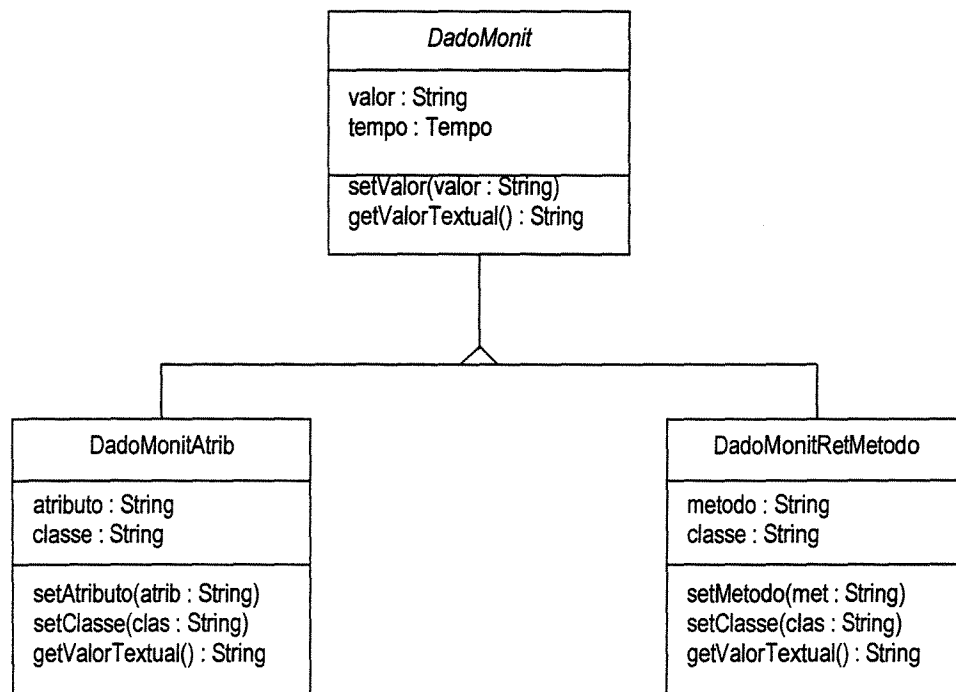 DadoMonit
valor : String
tempo : Tempo
setValor(valor : String)
getValorTextual() : String
DadoMonitAtrib
atributo : String
classe : String
setAtributo(atrib : String)
setClasse(clas : String)
getValorTextual() : String
DadoMonitRetMetodo
metodo : String
classe : String
setMetodo(met : String)
setClasse(clas : String)
getValorTextual() : String